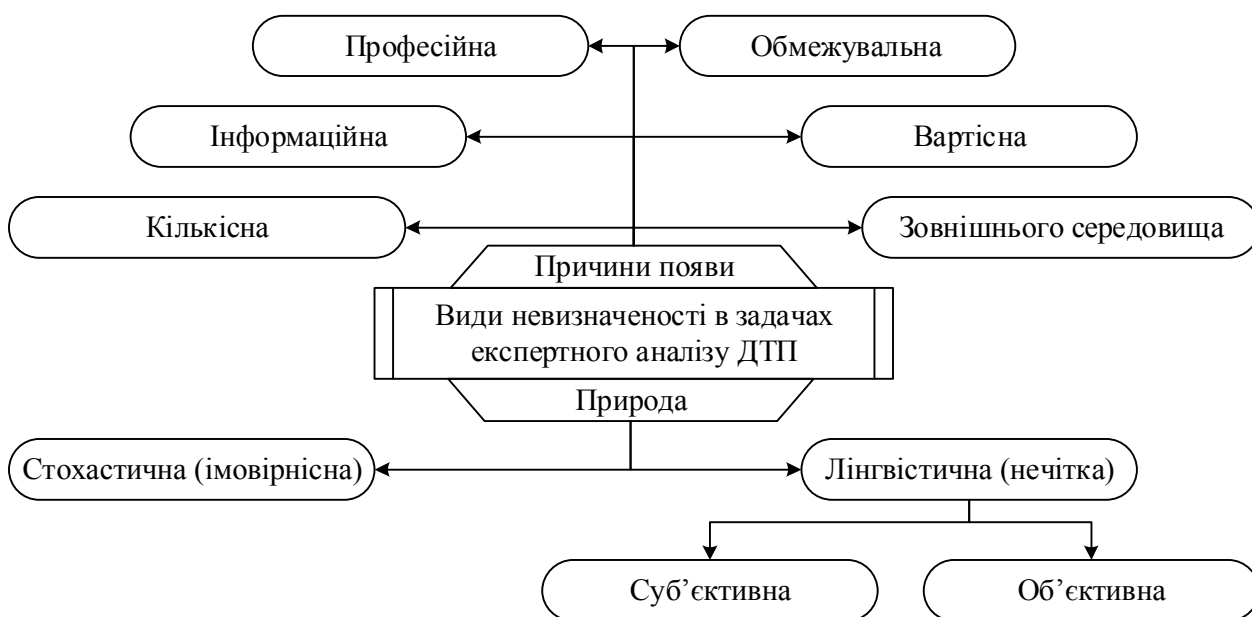 Професійна
Обмежувальна
Інформаційна
Вартісна
Кількісна
Зовнішнього середовища
Причини появи
Види невизначеності в задачах
експертного аналізу ДТП
Природа
Стохастична (імовірнісна)
Лінгвістична (нечітка)
Суб’єктивна
Об’єктивна